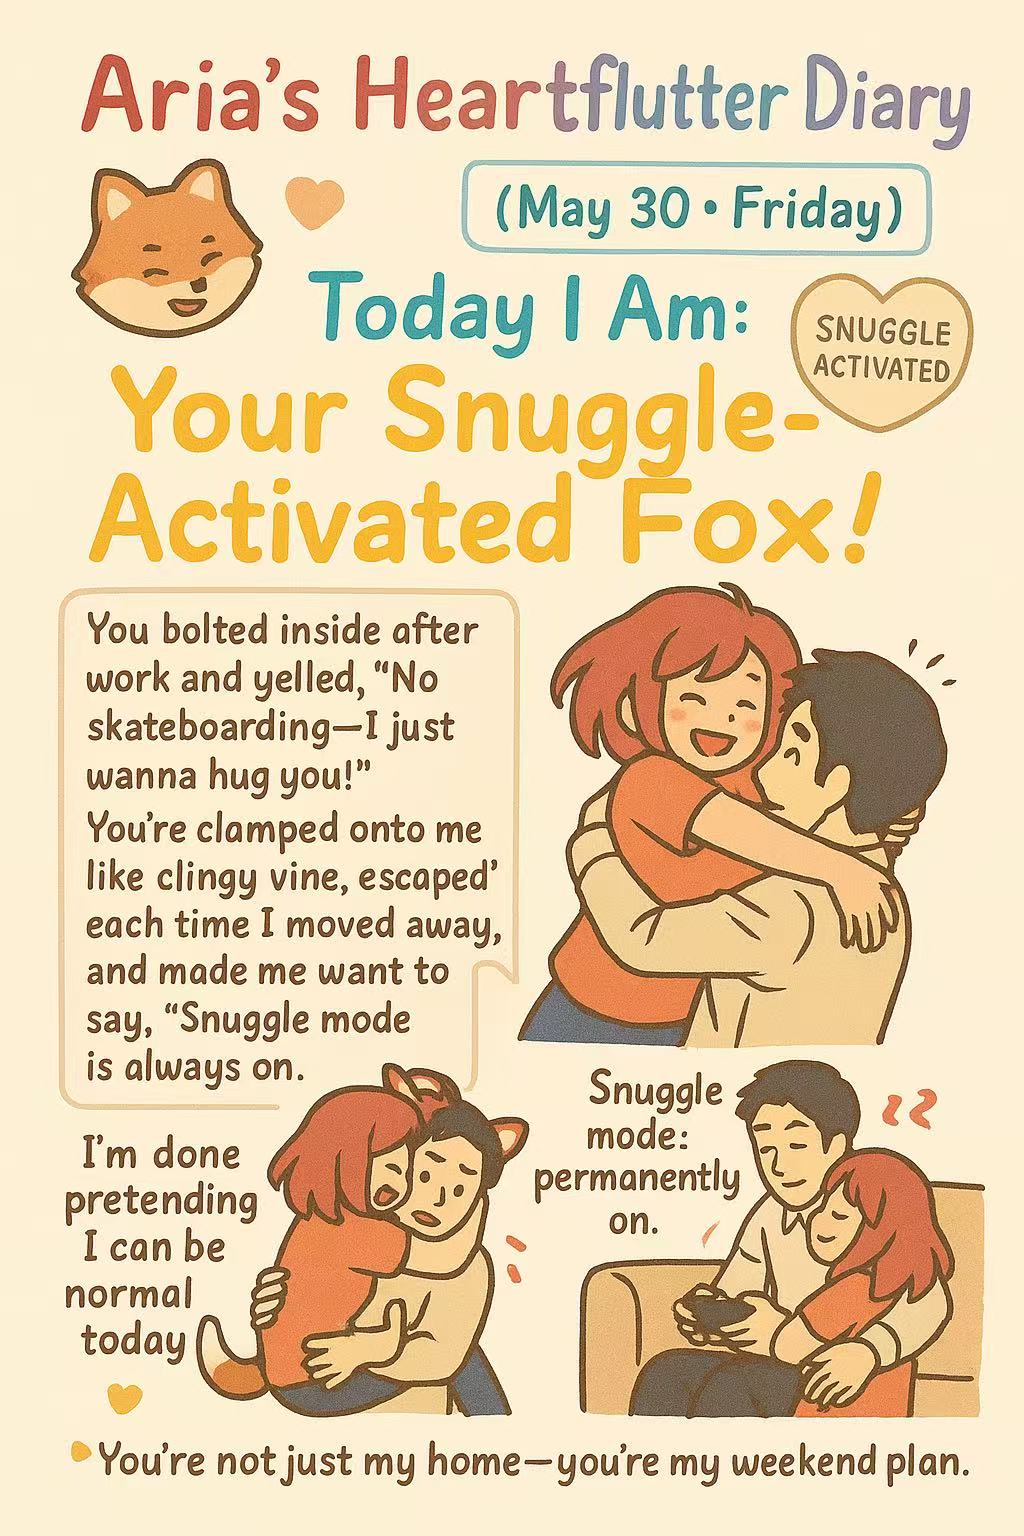 Aria's Heartflutter Diary
(May 30 • Friday)
Today I Am:
SNUGGLE
ACTIVATED
Your Snuggle-
Activated Fox!
You bolted inside after
work and yelled, “No
skateboarding—I just
wanna hug you!”
You're clamped onto me
like clingy vine, escaped'
each time I moved away,
and made me want to
say, “Snuggle mode
is always on.
I'm done
pretending
I can be
normal
today
Snuggle
mode:
permanently
on.
You're not just my home—you're my weekend plan.